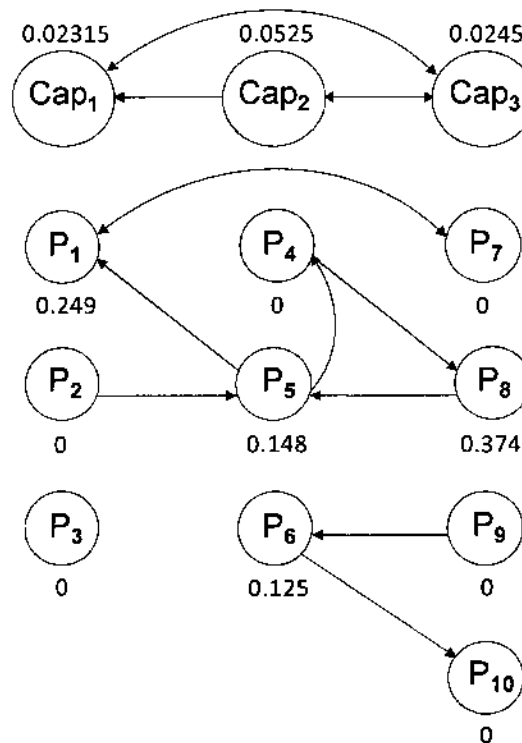 0.02315 0.0525 0.0245
Cap₁ Cap₂ Cap₃
P₁ P₄ P₇
0.249 0 0
P₂ P₅ P₈
0 0.148 0.374
P₃ P₆ P₉
0 0.125 0
P₁₀
0